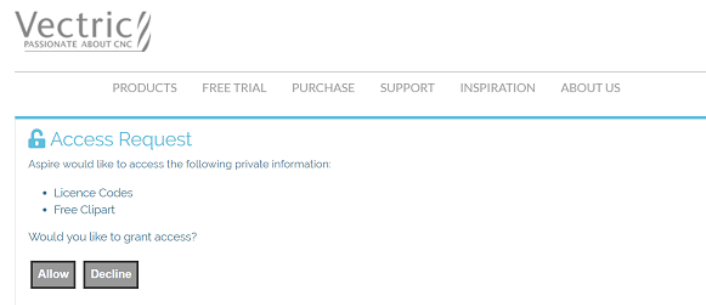 Vectric
PASSIONATE ABOUT CNC
PRODUCTS FREE TRIAL PURCHASE SUPPORT INSPIRATION ABOUT US
Access Request
Aspire would like to access the following private information:
• Licence Codes
• Free Clipart
Would you like to grant access?
Allow Decline